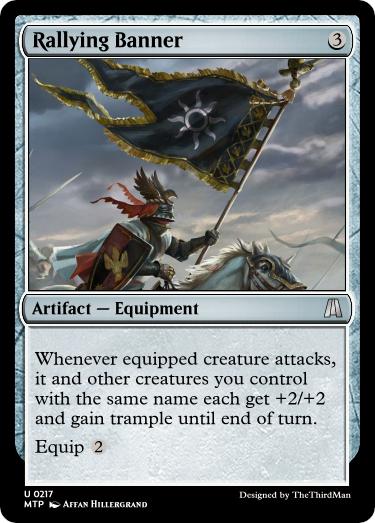 Rallying Banner 3
Artifact — Equipment
Whenever equipped creature attacks,
it and other creatures you control
with the same name each get +2/+2
and gain trample until end of turn.
Equip 2
U 0217
MTP Affan Hillergrand
Designed by TheThirdMan